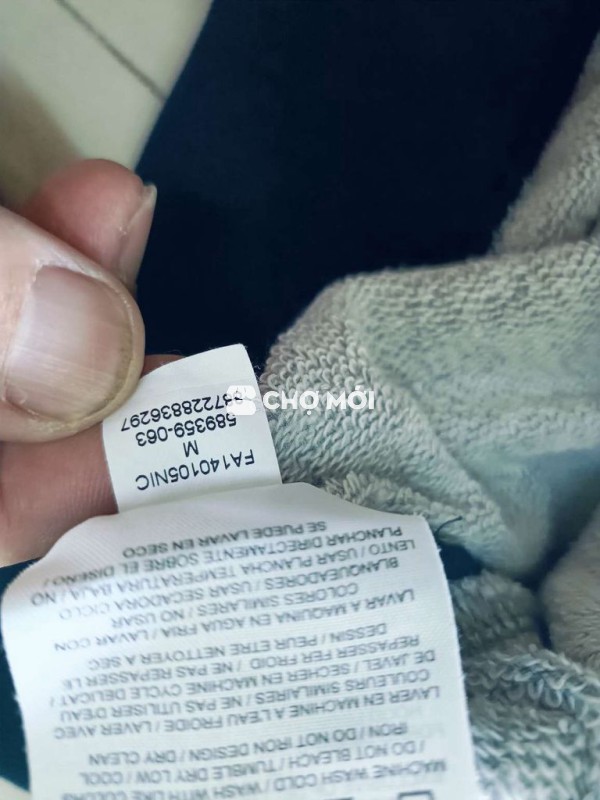 MACHINE WASH COLD / WASH WITH LIKE COLORS
/ DO NOT BLEACH / TUMBLE DRY LOW / COOL
IRON / DO NOT IRON DESIGN / DRY CLEAN
LAVER EN MACHINE A L'EAU FROIDE / LAVER AVEC
COULEURS SIMILAIRES / NE PAS UTILISER D'EAU
DE JAVEL / SECHER EN MACHINE CYCLE DELICAT /
REPASSER FER FROID / NE PAS REPASSER LE
DESSIN / PEUR ETRE NETTOYER A SEC
LAVAR A MAQUINA EN AGUA FRIA / LAVAR CON
COLORES SIMILARES / NO USAR
BLANQUEADORES / USAR SECADORA CICLO
LENTO / USAR PLANCHA TEMPERATURA BAJA / NO
PLANCHAR DIRECTAMENTE SOBRE EL DISENO /
SE PUEDE LAVAR EN SECO
FA140105NIC
M
589359-063
CHỢ MỚI